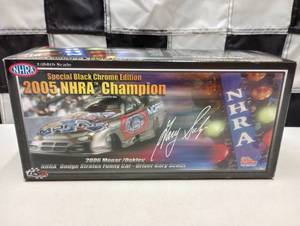 NHRA
1/64th Scale
Special Black Chrome Edition
2005 NHRA Champion
NHRA
2006 Mopar/Oakley
NHRA Dodge Stratus Funny Car - Driver Gary Scelzi